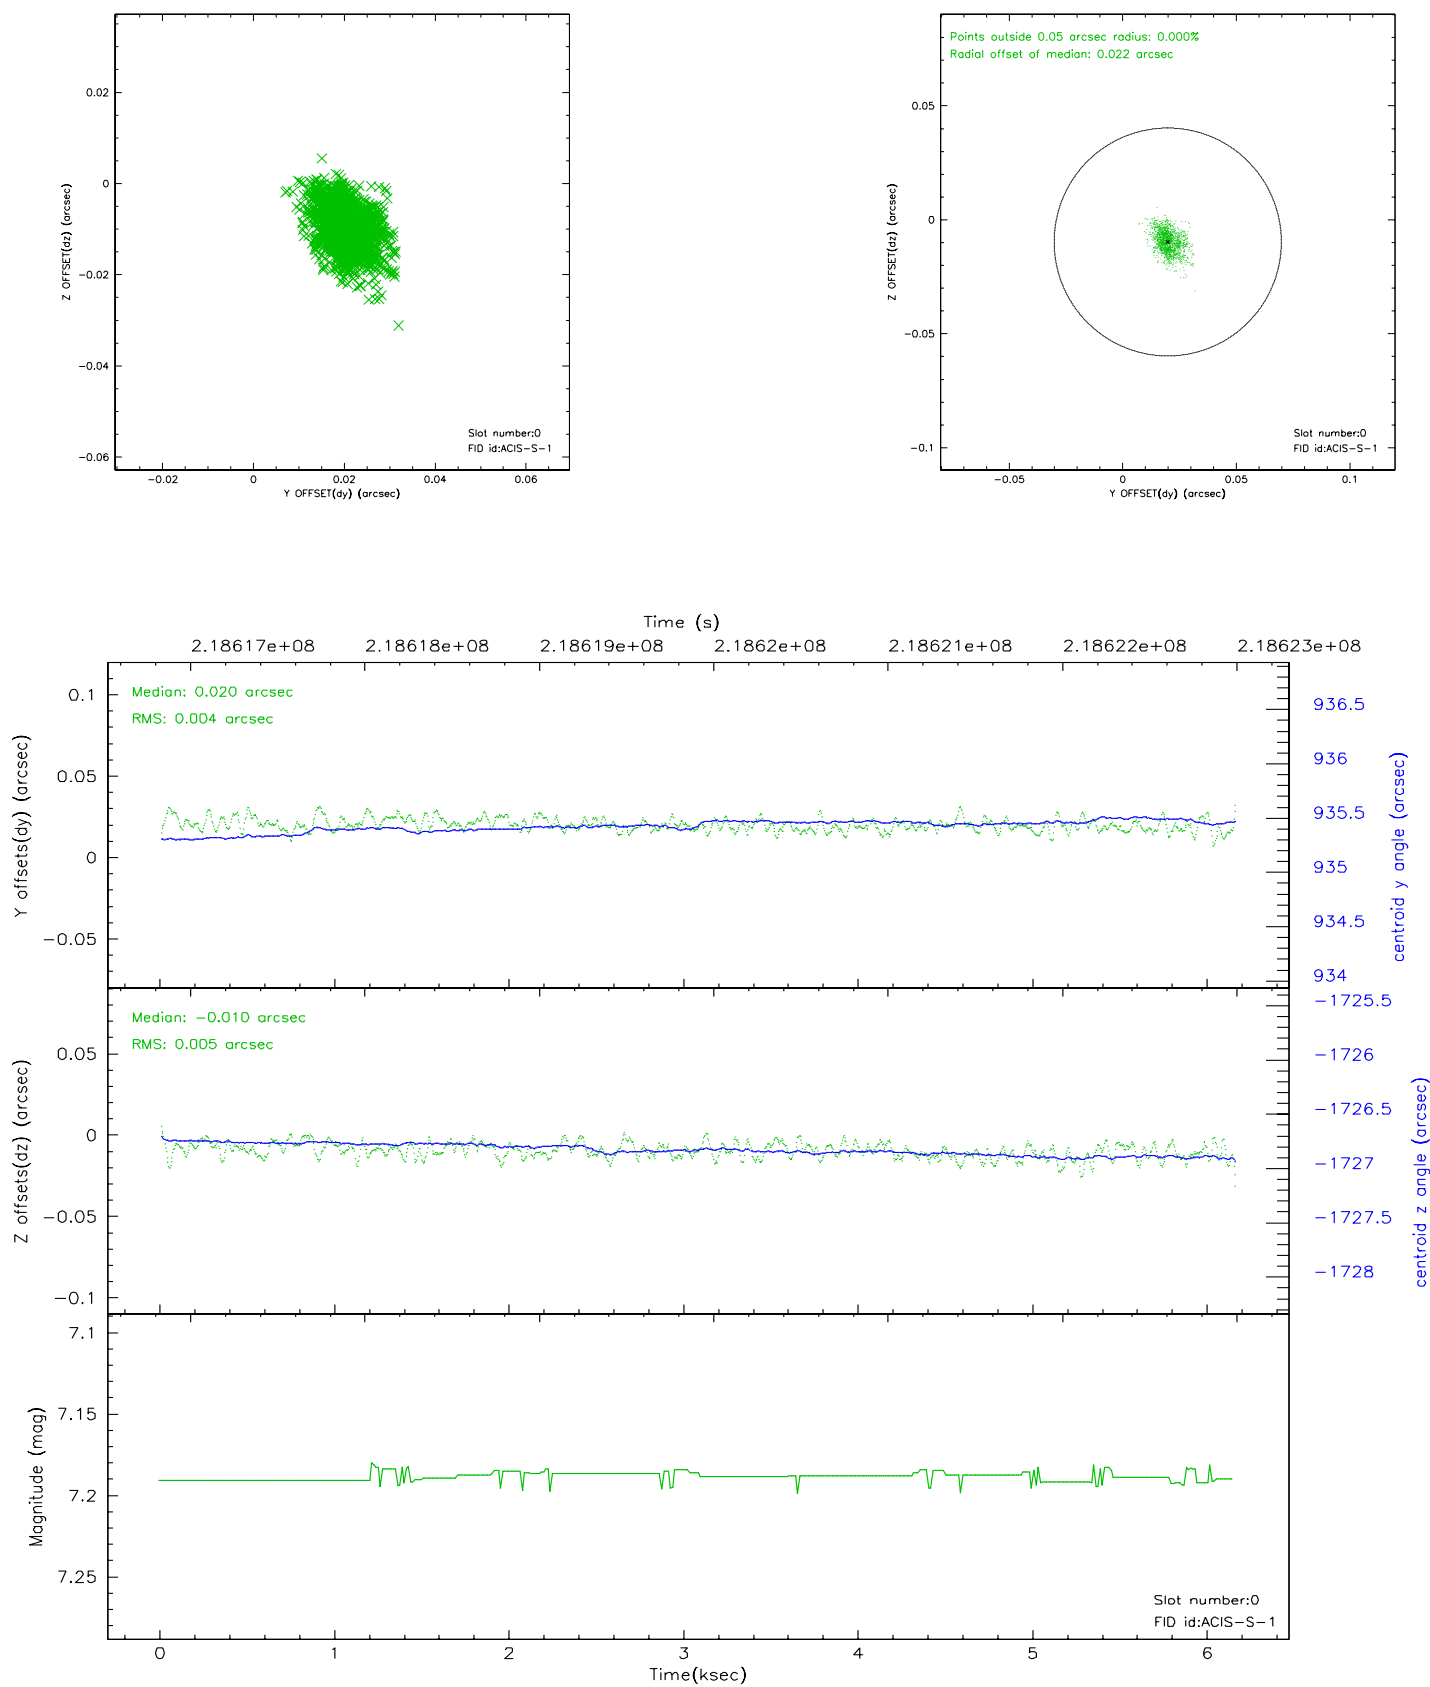 0.02
0
−0.02
−0.04
−0.06
Z OFFSET(dz) (arcsec)
Slot number:0
FID id:ACIS−S−1
−0.02
0
0.02
0.04
0.06
Y OFFSET(dy) (arcsec)
Points outside 0.05 arcsec radius: 0.000%
Radial offset of median: 0.022 arcsec
0.05
0
−0.05
−0.1
Z OFFSET(dz) (arcsec)
Slot number:0
FID id:ACIS−S−1
−0.05
0
0.05
0.1
Y OFFSET(dy) (arcsec)
Time (s)
2.18617e+08
2.18618e+08
2.18619e+08
2.1862e+08
2.18621e+08
2.18622e+08
2.18623e+08
Median: 0.020 arcsec
RMS: 0.004 arcsec
0.1
0.05
0
−0.05
Y offsets(dy) (arcsec)
936.5
936
935.5
935
934.5
934
centroid y angle (arcsec)
Median: −0.010 arcsec
RMS: 0.005 arcsec
0.05
0
−0.05
−0.1
Z offsets(dz) (arcsec)
−1725.5
−1726
−1726.5
−1727
−1727.5
−1728
centroid z angle (arcsec)
7.1
7.15
7.2
7.25
Magnitude (mag)
Slot number:0
FID id:ACIS−S−1
0
1
2
3
4
5
6
Time(ksec)